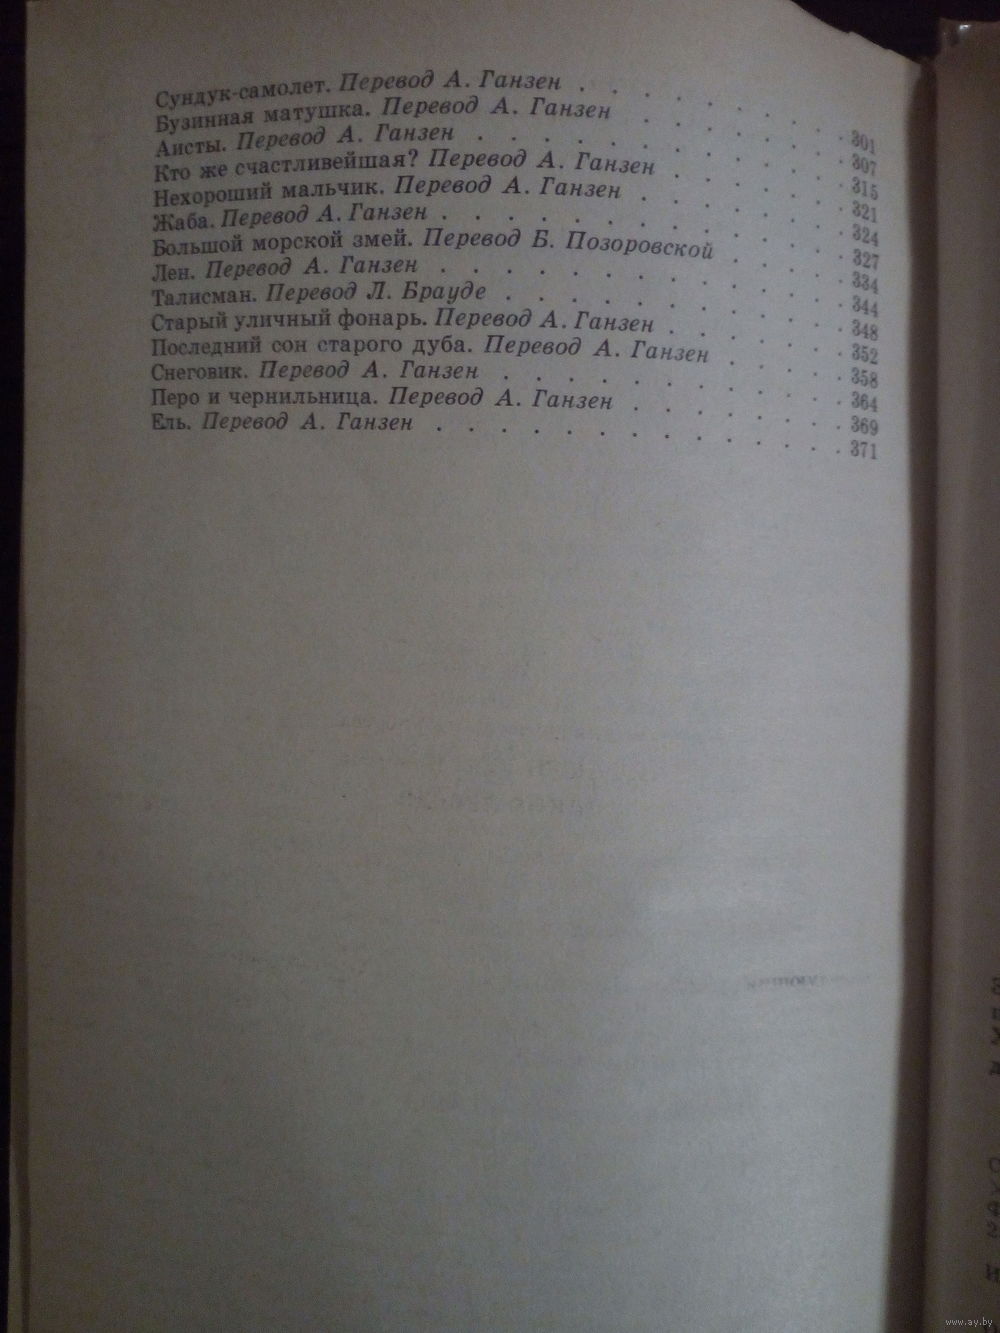 Сундук-самолет. Перевод А. Ганзен . . . . . . . . . 301
Бузинная матушка. Перевод А. Ганзен . . . . . . . 307
Аисты. Перевод А. Ганзен . . . . . . . . . . . . 315
Кто же счастливейшая? Перевод А. Ганзен . . . . . . 321
Нехороший мальчик. Перевод А. Ганзен . . . . . . . 324
Жаба. Перевод А. Ганзен . . . . . . . . . . . . . 327
Большой морской змей. Перевод Б. Позоровской . . . . 334
Лен. Перевод А. Ганзен . . . . . . . . . . . . . 344
Талисман. Перевод Л. Брауде . . . . . . . . . . . 348
Старый уличный фонарь. Перевод А. Ганзен . . . . . . 352
Последний сон старого дуба. Перевод А. Ганзен . . . . 358
Снеговик. Перевод А. Ганзен . . . . . . . . . . . 364
Перо и чернильница. Перевод А. Ганзен . . . . . . . 369
Ель. Перевод А. Ганзен . . . . . . . . . . . . . 371
www.ay.by